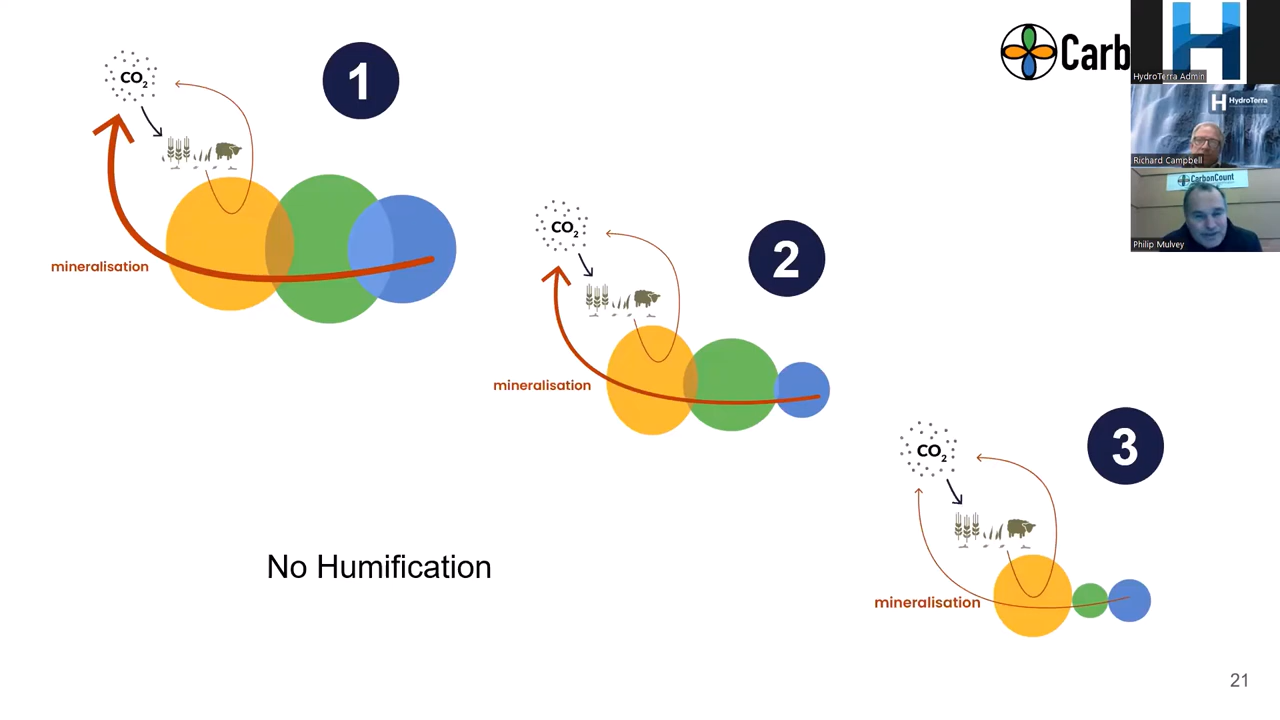 CO2
1
mineralisation
CO2
2
mineralisation
CO2
3
mineralisation
No Humification
21
Carb
H
HydroTerra Admin
H HydroTerra
Richard Campbell
CarbonCount
Philip Mulvey